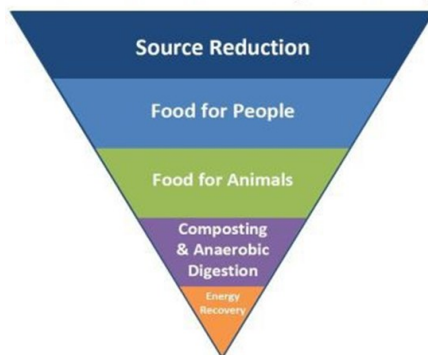 Source Reduction
Food for People
Food for Animals
Composting
& Anaerobic
Digestion
Energy
Recovery